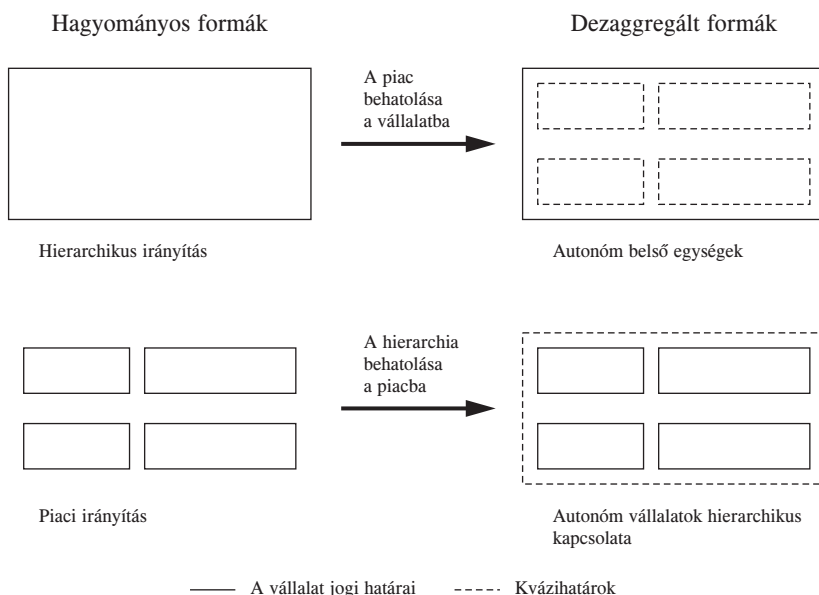 Hagyományos formák
Dezaggregált formák
A piac
behatolása
a vállalatba
Hierarchikus irányítás
Autonóm belső egységek
A hierarchia
behatolása
a piacba
Piaci irányítás
Autonóm vállalatok hierarchikus
kapcsolata
A vállalat jogi határai
Kvázihatárok